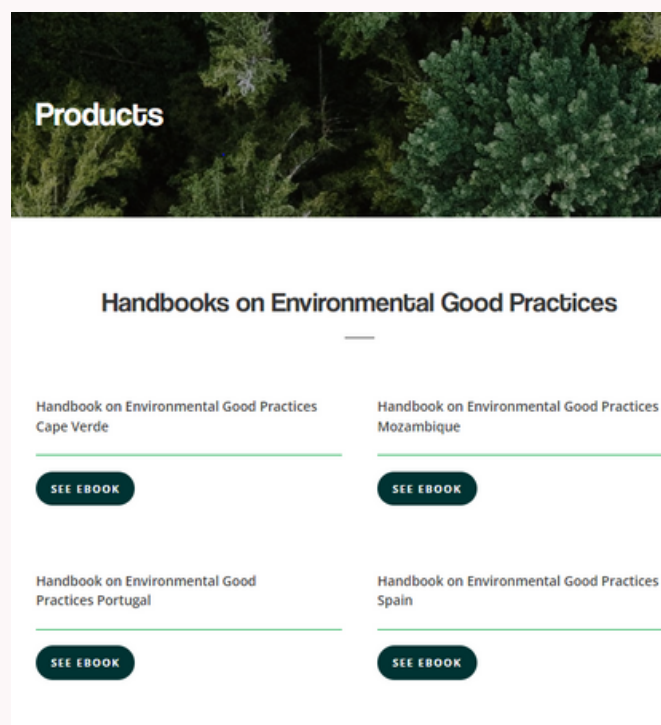 Products
Handbooks on Environmental Good Practices
Handbook on Environmental Good Practices
Cape Verde
SEE EBOOK
Handbook on Environmental Good Practices
Mozambique
SEE EBOOK
Handbook on Environmental Good
Practices Portugal
SEE EBOOK
Handbook on Environmental Good Practices
Spain
SEE EBOOK